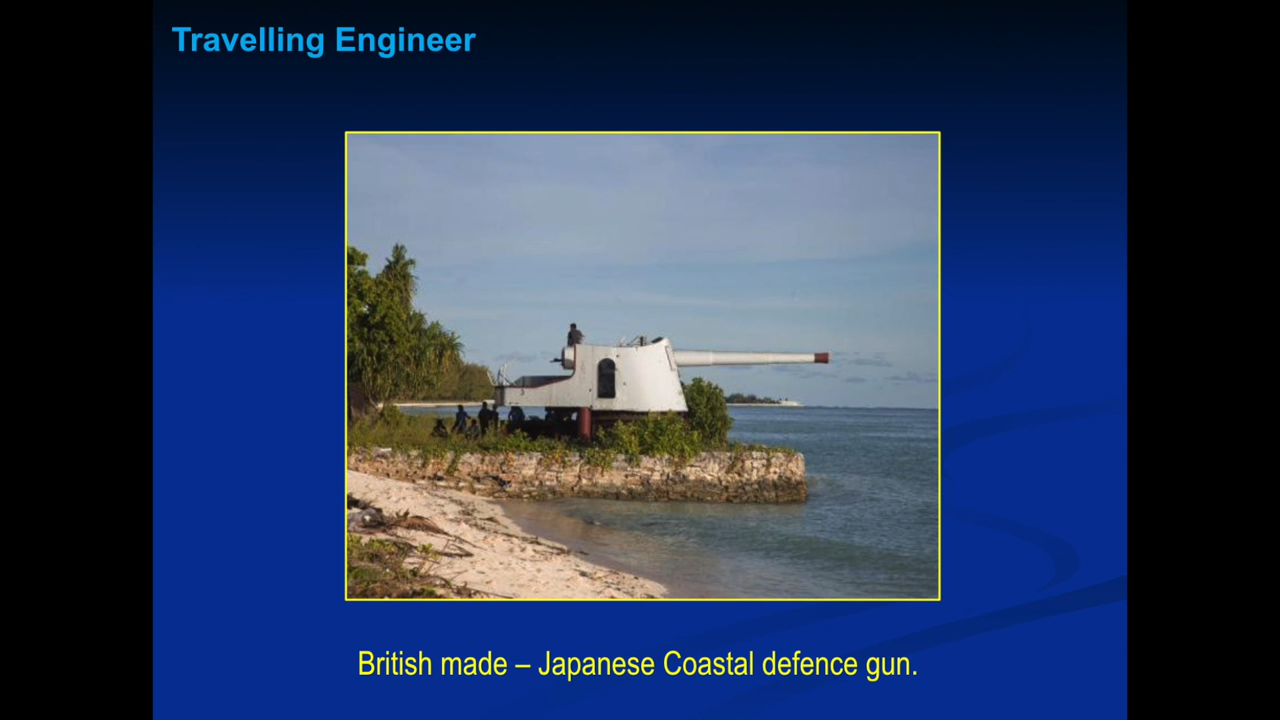 Travelling Engineer
British made – Japanese Coastal defence gun.